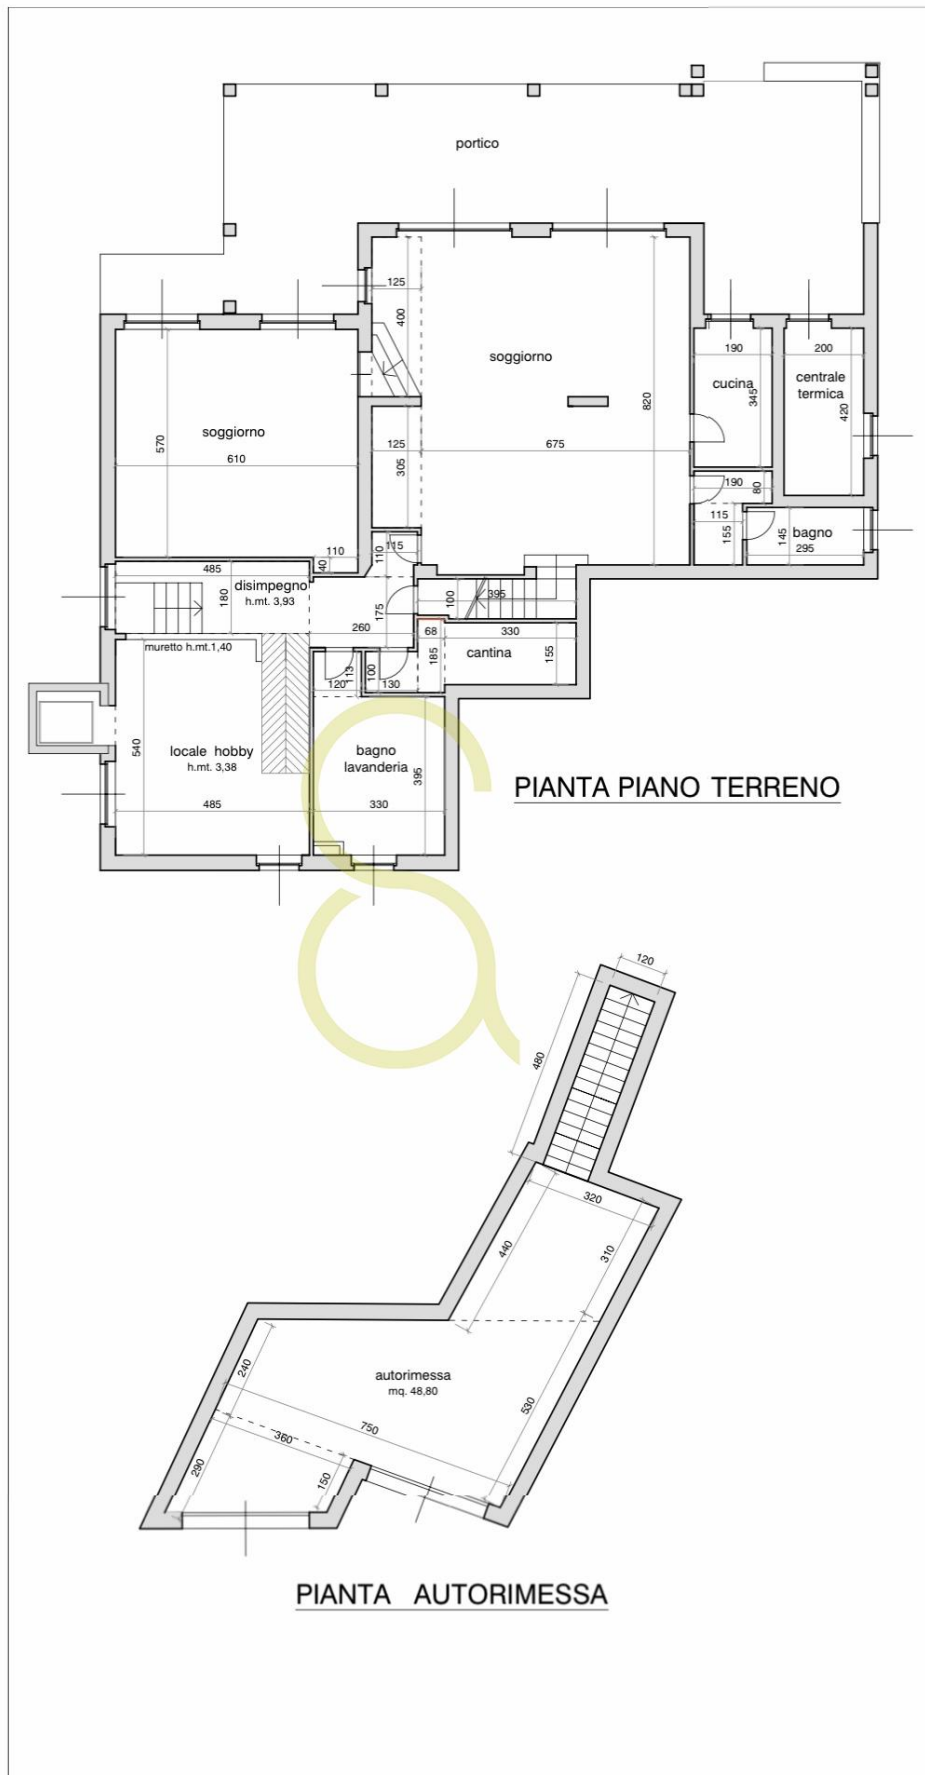 portico
125
400
soggiorno
190
200
cucina
centrale
termica
345
420
820
soggiorno
570
610
125
675
305
190
80
115
155
145
bagno
295
110
40
115
110
485
disimpegno
h.mt. 3,93
180
175
100
395
260
68
330
muretto h.mt.1,40
cantina
185
155
113
120
100
130
540
locale hobby
h.mt. 3,38
bagno
lavanderia
395
485
330
PIANTA PIANO TERRENO
120
480
320
440
310
autorimessa
mq. 48,80
240
530
750
360
290
150
PIANTA AUTORIMESSA